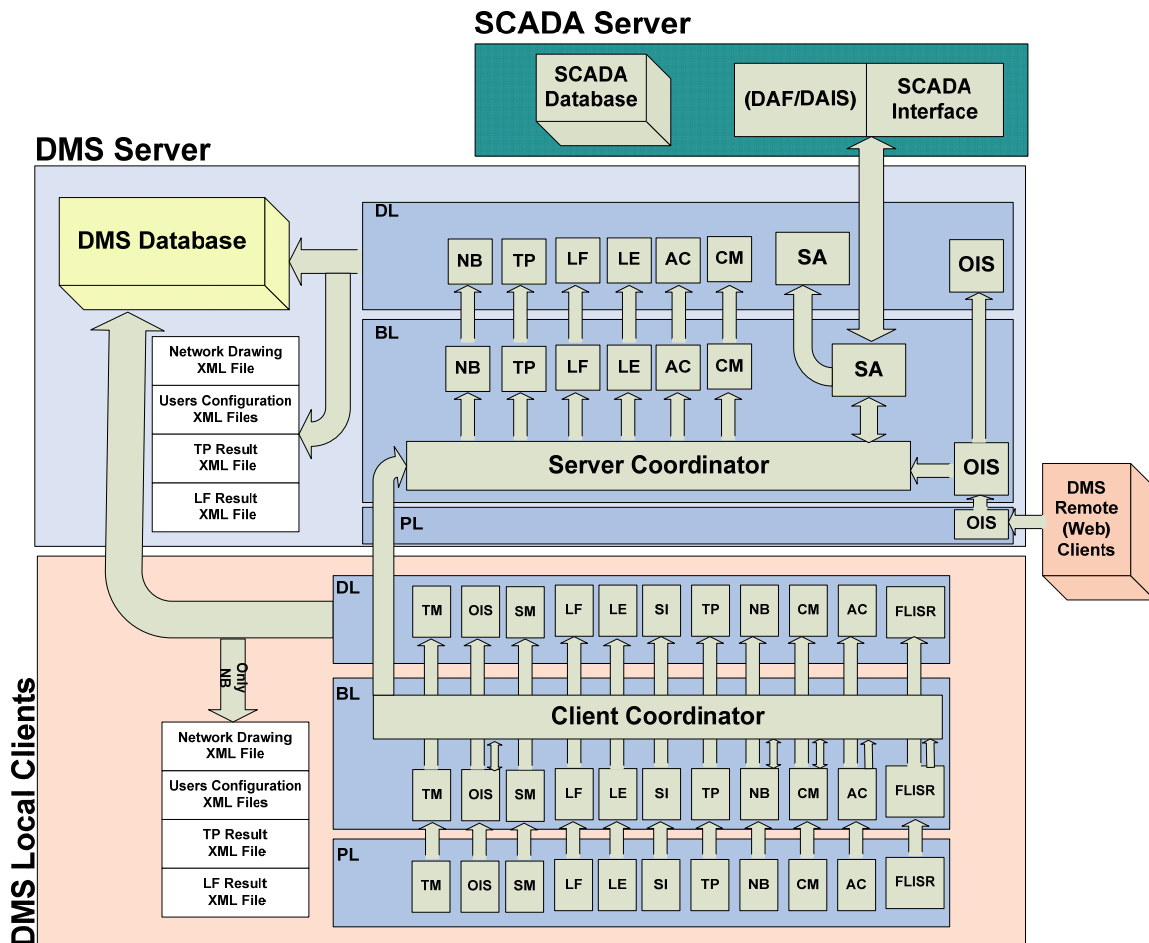 SCADA Server
SCADA
Database
(DAF/DAIS)
SCADA
Interface
DMS Server
DMS Database
DL
NB
TP
LF
LE
AC
CM
SA
OIS
BL
NB
TP
LF
LE
AC
CM
SA
Server Coordinator
OIS
PL
OIS
DMS
Remote
(Web)
Clients
Network Drawing
XML File
Users Configuration
XML Files
TP Result
XML File
LF Result
XML File
DMS Local Clients
DL
TM
OIS
SM
LF
LE
SI
TP
NB
CM
AC
FLISR
Only
NB
BL
Client Coordinator
TM
OIS
SM
LF
LE
SI
TP
NB
CM
AC
FLISR
Network Drawing
XML File
Users Configuration
XML Files
TP Result
XML File
LF Result
XML File
PL
TM
OIS
SM
LF
LE
SI
TP
NB
CM
AC
FLISR